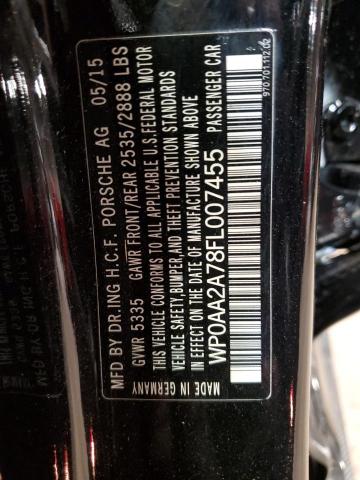 MFD BY DR.ING H.C.F. PORSCHE AG 05/15
GVWR 5335 GAWR FRONT/REAR 2535/2888 LBS
THIS VEHICLE CONFORMS TO ALL APPLICABLE U.S.FEDERAL MOTOR
VEHICLE SAFETY,BUMPER,AND THEFT PREVENTION STANDARDS
IN EFFECT ON THE DATE OF MANUFACTURE SHOWN ABOVE
WP0AA2A78FL007455 PASSENGER CAR
MADE IN GERMANY
970701112 00